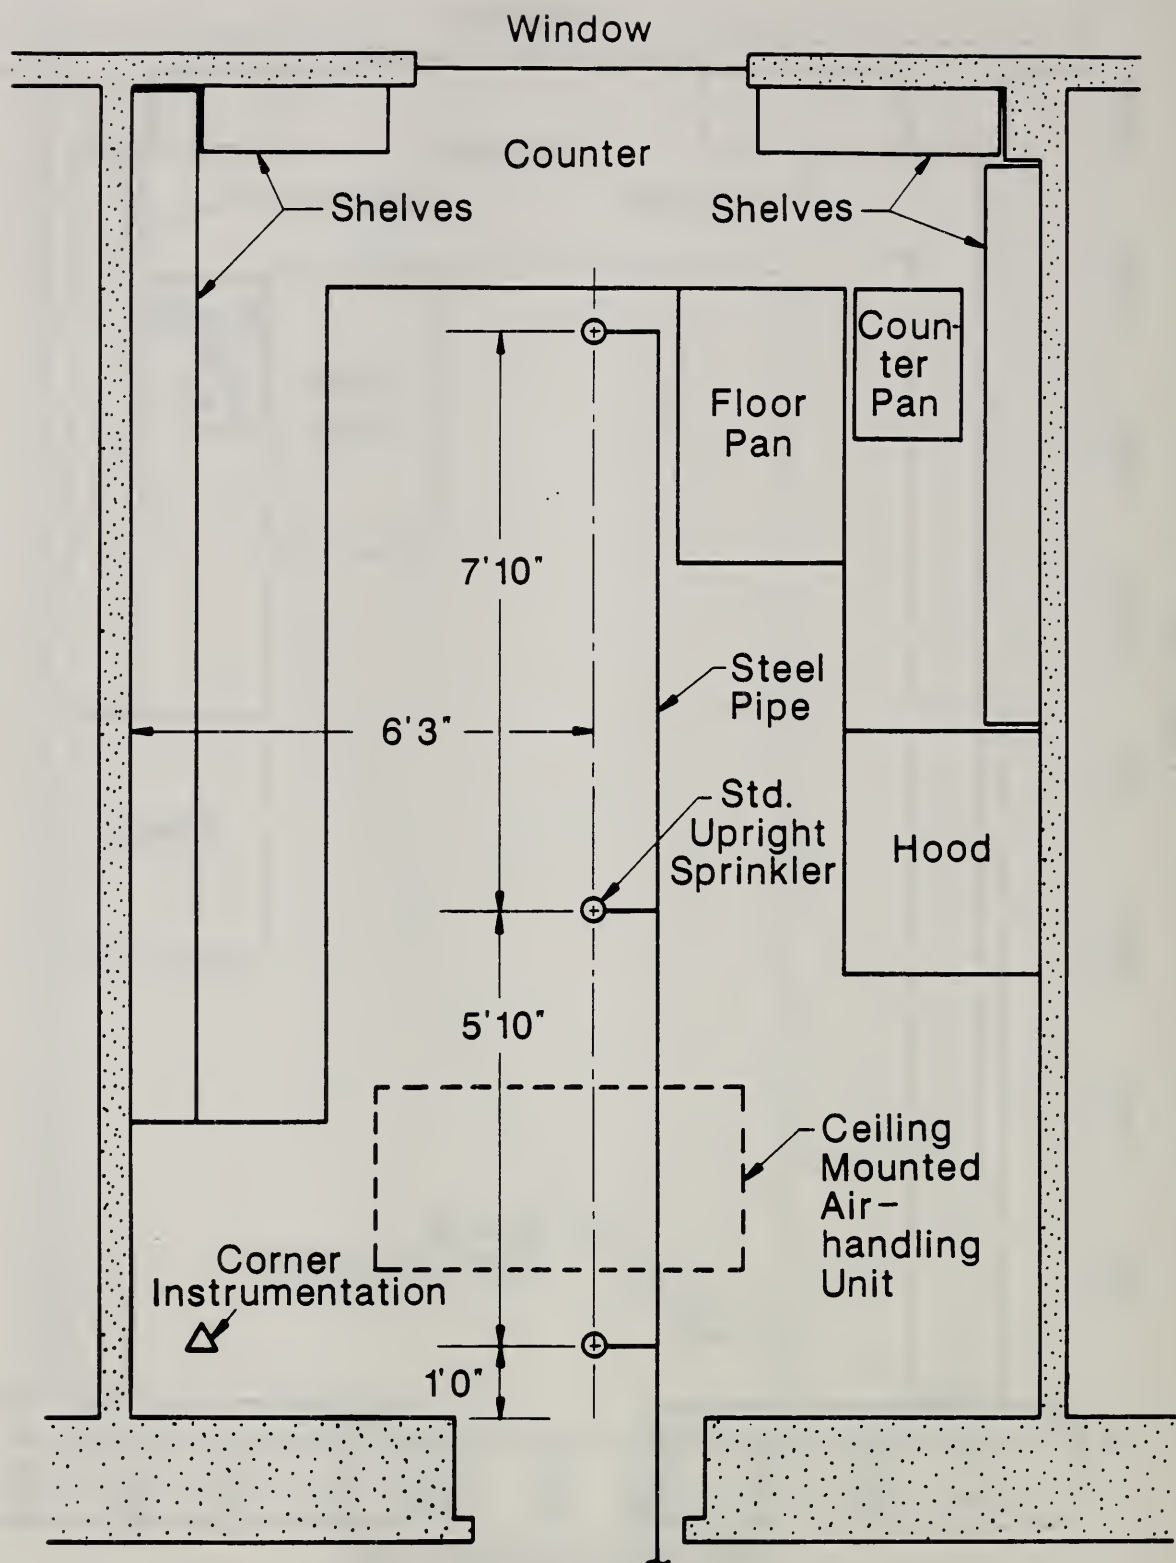 Window
Counter
Shelves
Shelves
Coun-
ter
Pan
Floor
Pan
7'10"
Steel
Pipe
6'3"
Std.
Upright
Sprinkler
Hood
5'10"
Ceiling
Mounted
Air-
handling
Unit
Corner
Instrumentation
1'0"